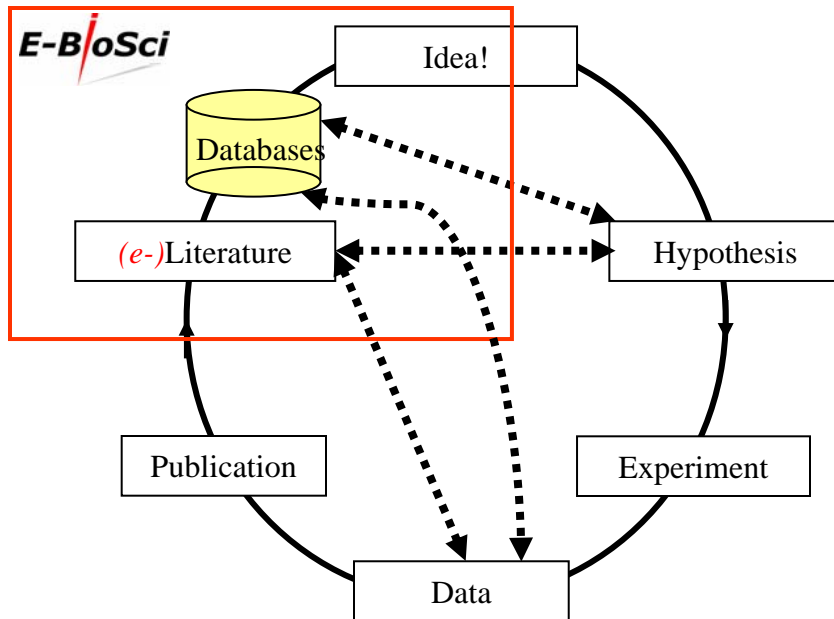 E-BioSci
Idea!
Databases
(e-)Literature
Hypothesis
Publication
Experiment
Data